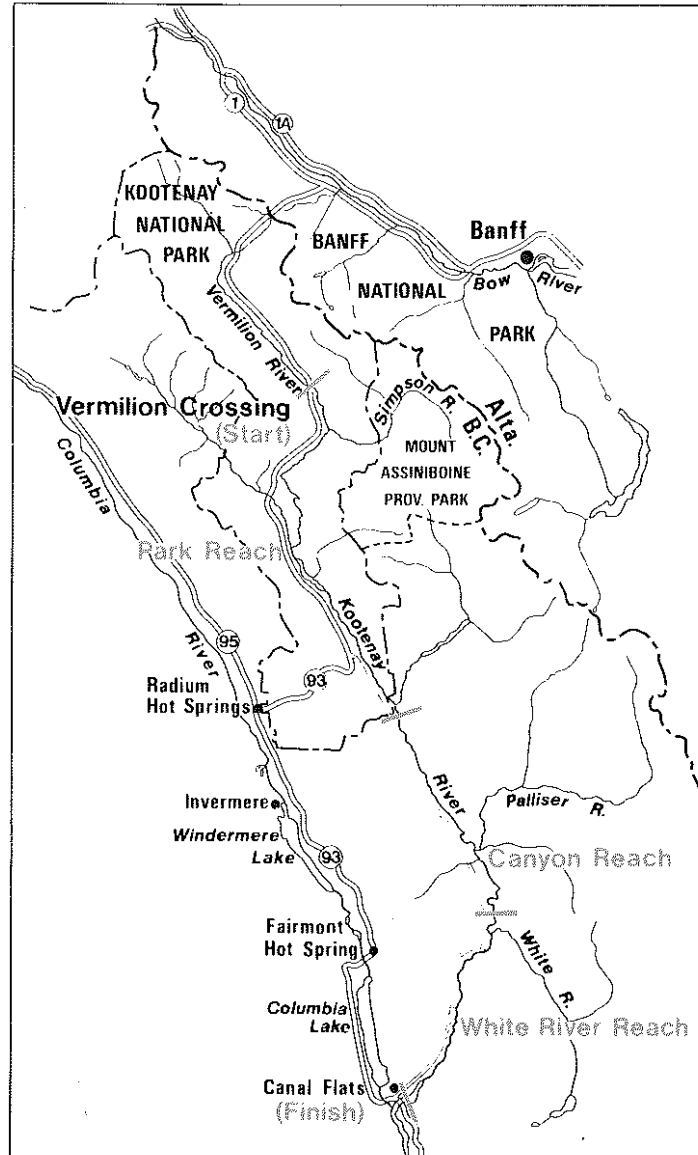 1
1A
KOOTENAY
NATIONAL
PARK
BANFF
NATIONAL
PARK
Banff
Bow
River
Vermilion River
Simpson R.
Alta.
B.C.
Vermilion Crossing
(Start)
MOUNT
ASSINIBOINE
PROV. PARK
Columbia
River
Park Reach
Kootenay
River
95
93
Radium
Hot Springs
Invermere
Windermere
Lake
93
Palliser R.
Canyon Reach
Fairmont
Hot Spring
White R.
Columbia
Lake
White River Reach
Canal Flats
(Finish)